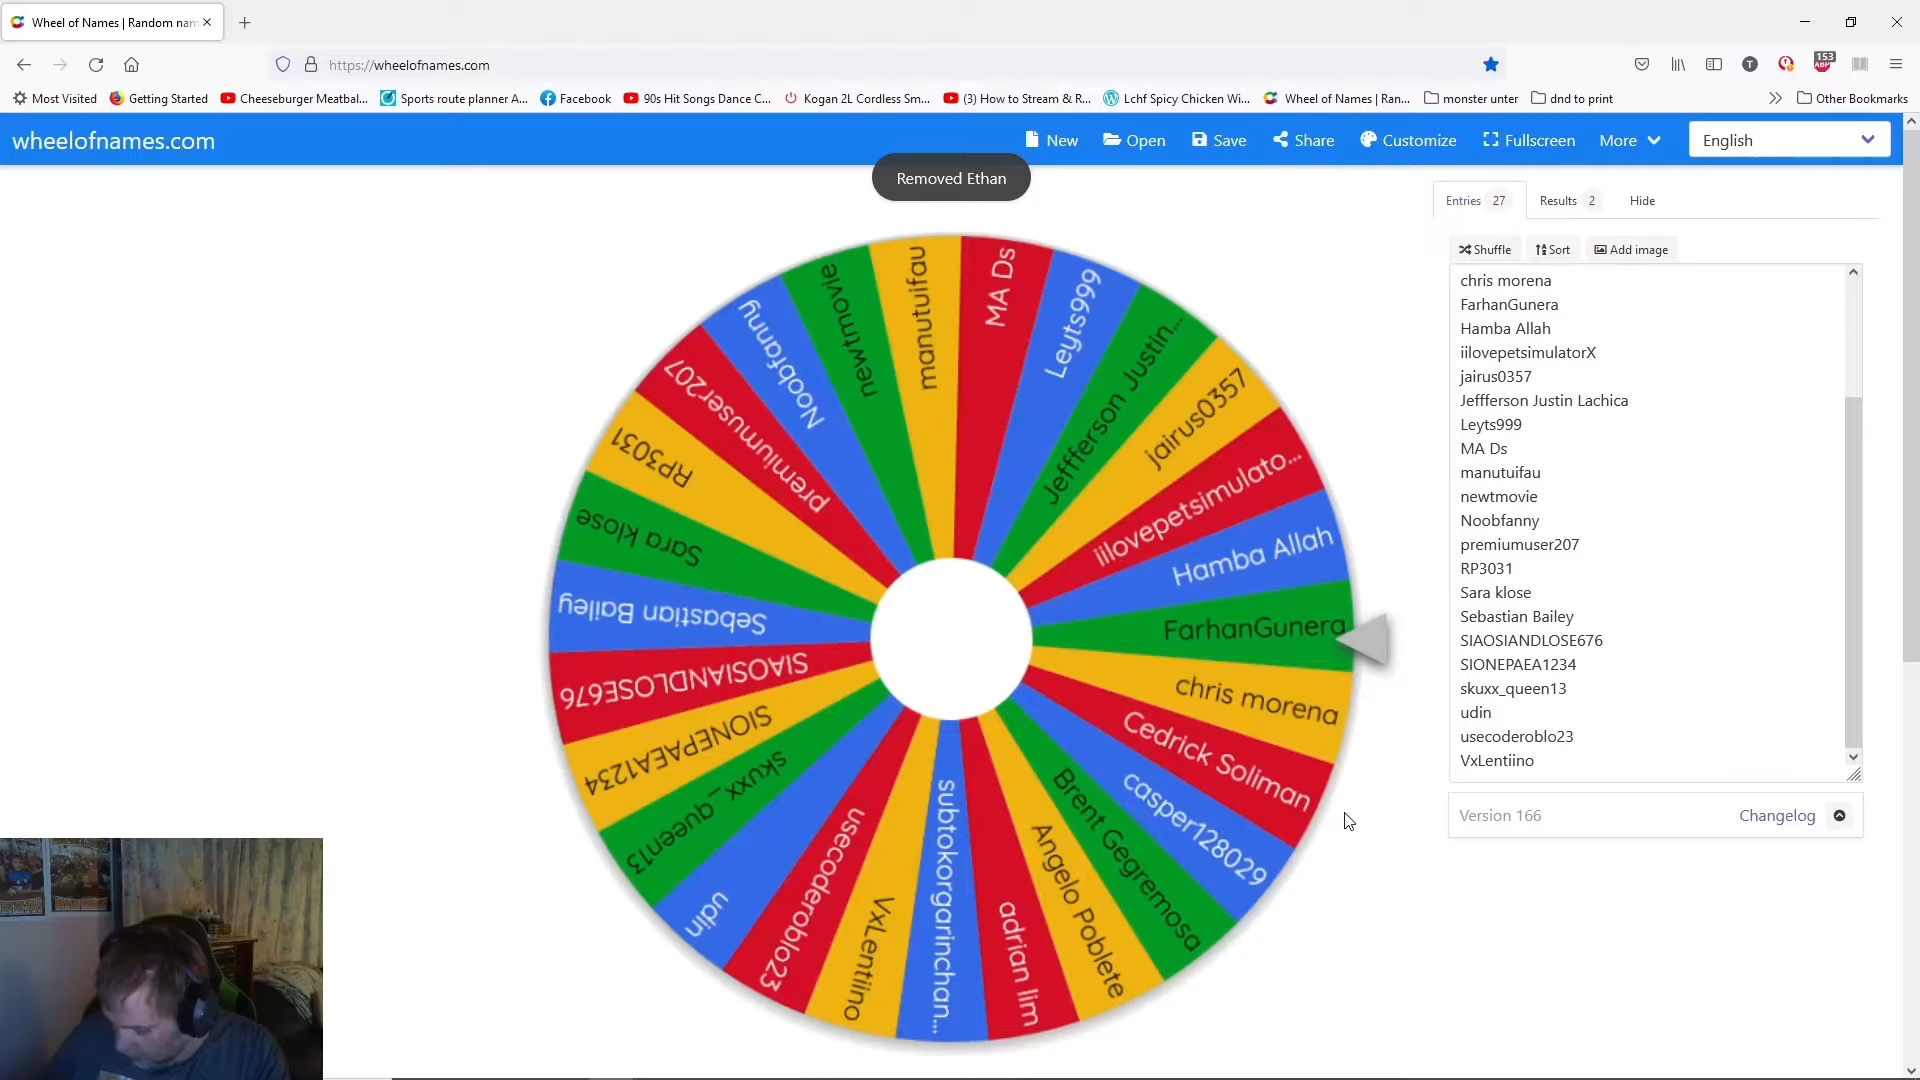 Wheel of Names | Random nam
https://wheelofnames.com
153
ABP
T
Most Visited
Getting Started
Cheeseburger Meatbal...
Sports route planner A...
Facebook
90s Hit Songs Dance C...
Kogan 2L Cordless Sm...
(3) How to Stream & R...
Lchf Spicy Chicken Wi...
Wheel of Names | Ran...
monster unter
dnd to print
Other Bookmarks
wheelofnames.com
New
Open
Save
Share
Customize
Fullscreen
More
English
Removed Ethan
Entries 27
Results 2
Hide
Shuffle
Sort
Add image
chris morena
FarhanGunera
Hamba Allah
iilovepetsimulatorX
jairus0357
Jeffferson Justin Lachica
Leyts999
MA Ds
manutuifau
newtmovie
Noobfanny
premiumuser207
RP3031
Sara klose
Sebastian Bailey
SIAOSIANDLOSE676
SIONEPAEA1234
skuxx_queen13
udin
usecoderoblo23
VxLentiino
Version 166
Changelog
MA Ds
Leyts999
Jeffferson Justin...
jairus0357
iilovepetsimulato...
Hamba Allah
FarhanGunera
chris morena
Cedrick Soliman
casper128029
Brent Gegremosa
Angelo Poblete
adrian lim
subtokorgarinchan...
VxLentiino
usecoderoblo23
udin
skuxx_queen13
SIONEPAEA1234
SIAOSIANDLOSE676
Sebastian Bailey
Sara klose
RP3031
premiumuser207
Noobfanny
newtmovie
manutuifau